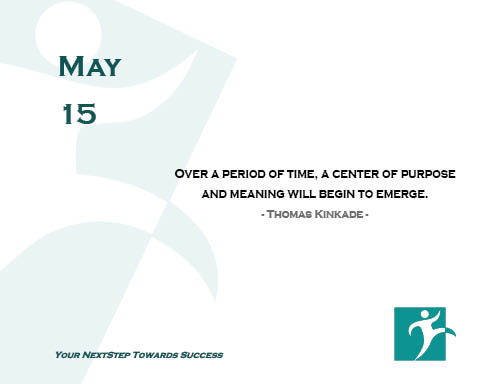 May
15
Over a period of time, a center of purpose
and meaning will begin to emerge.
- Thomas Kinkade -
Your NextStep Towards Success